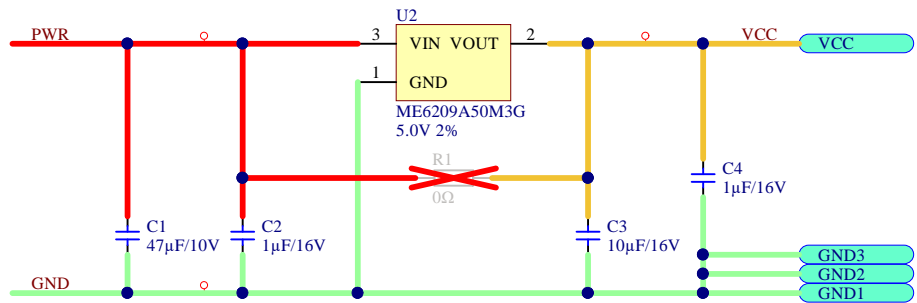 U2
PWR
3
VIN VOUT
2
VCC
VCC
1
GND
ME6209A50M3G
5.0V 2%
R1
0Ω
C4
1µF/16V
C1
47µF/10V
C2
1µF/16V
C3
10µF/16V
GND3
GND2
GND
GND1